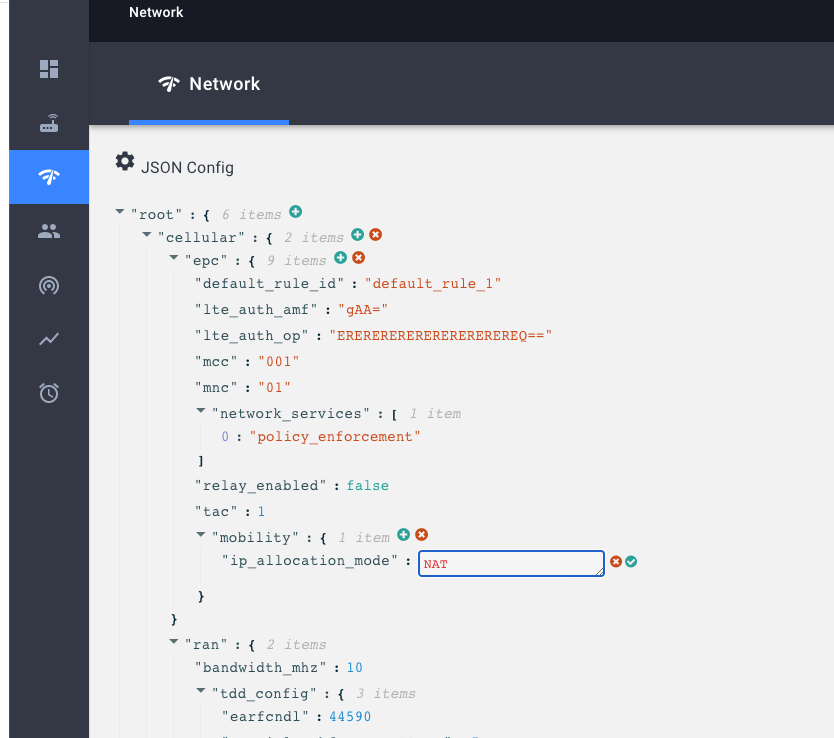 Network
Network
JSON Config
"root" : { 6 items
"cellular" : { 2 items
"epc" : { 9 items
"default_rule_id" : "default_rule_1"
"lte_auth_amf" : "gAA="
"lte_auth_op" : "EREREREREREREREREREREQ=="
"mcc" : "001"
"mnc" : "01"
"network_services" : [ 1 item
0 : "policy_enforcement"
]
"relay_enabled" : false
"tac" : 1
"mobility" : { 1 item
"ip_allocation_mode" : NAT
}
}
"ran" : { 2 items
"bandwidth_mhz" : 10
"tdd_config" : { 3 items
"earfcndl" : 44590